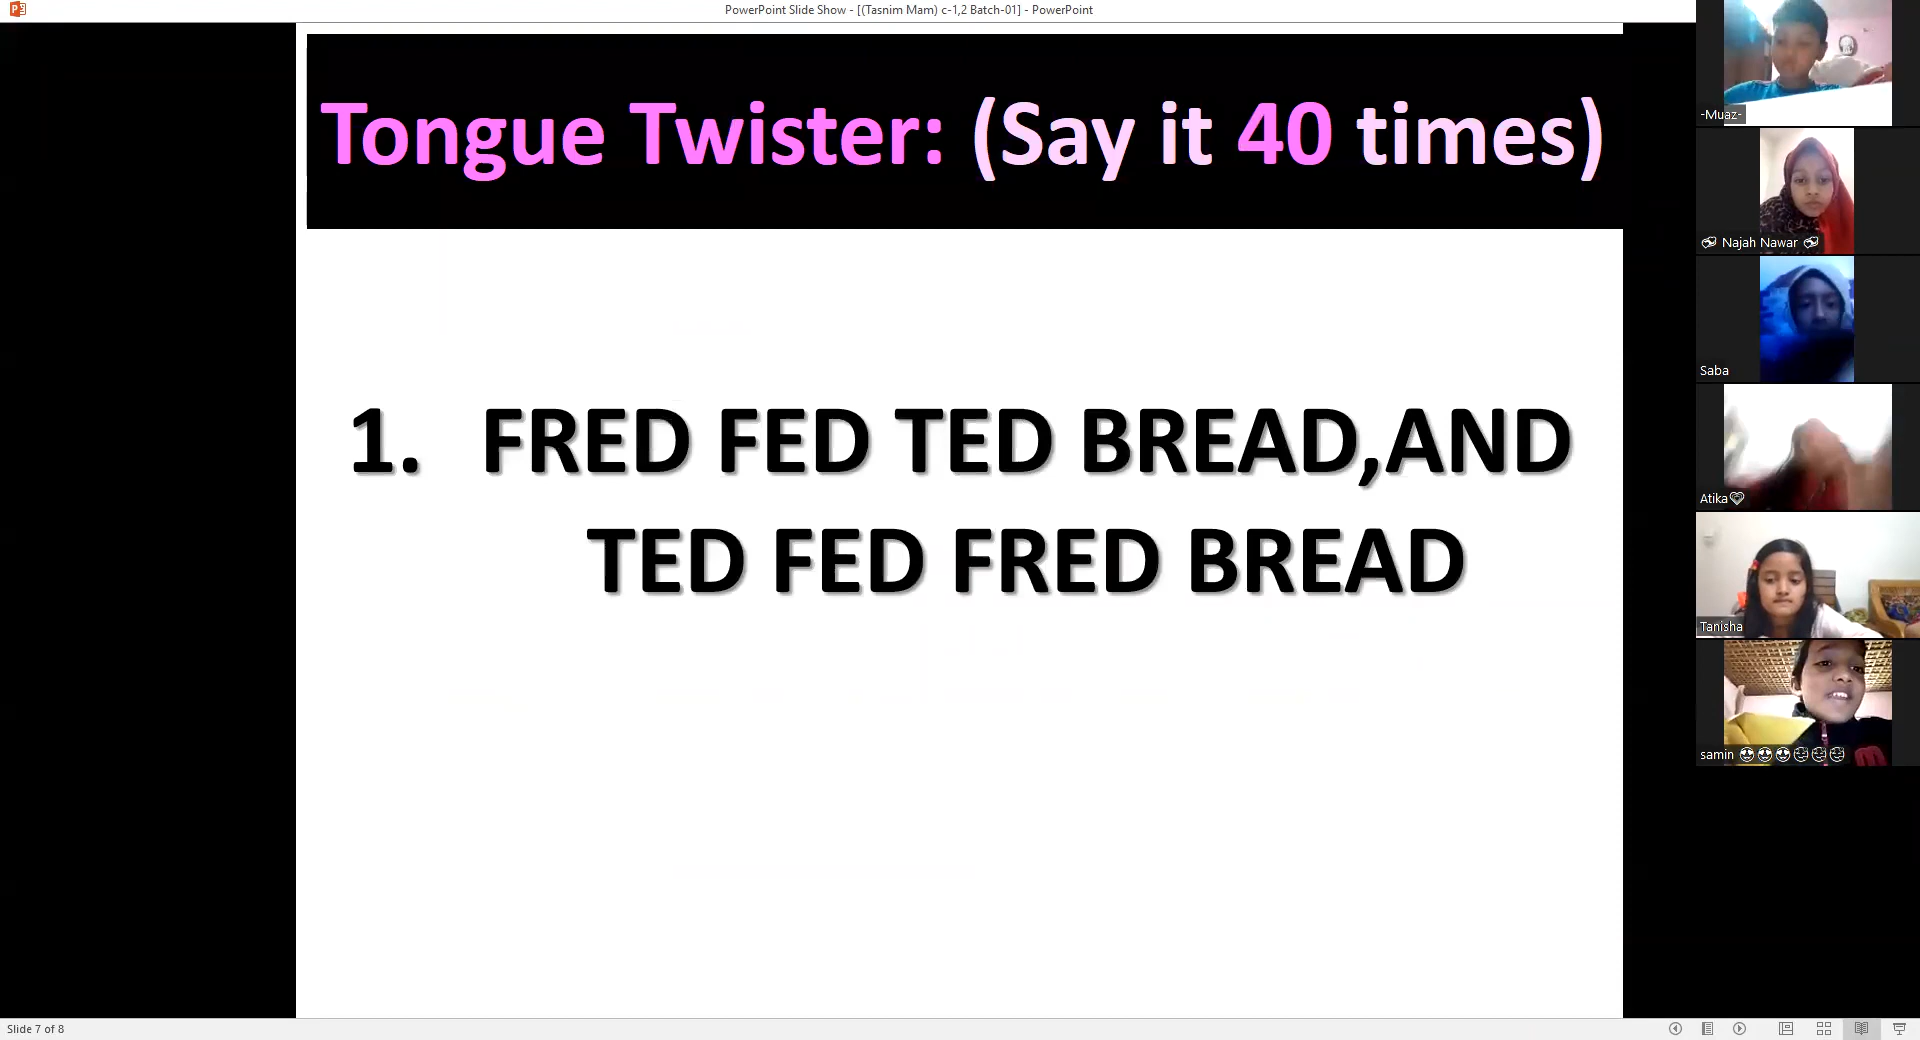 PowerPoint Slide Show - [(Tasnim Mam) c-1,2 Batch-01] - PowerPoint
Tongue Twister: (Say it 40 times)
1. FRED FED TED BREAD,AND
TED FED FRED BREAD
-Muaz-
Najah Nawar
Saba
Atika
Tanisha
samin
Slide 7 of 8